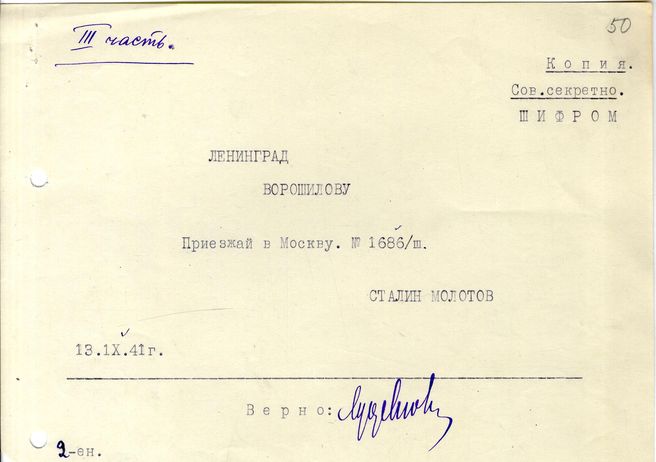 III часть.
50
Копия.
Сов.секретно.
ШИФРОМ
ЛЕНИНГРАД
ВОРОШИЛОВУ
Приезжай в Москву. № 1686/ш.
СТАЛИН МОЛОТОВ
13.IX.41г.
Верно:
2-ен.